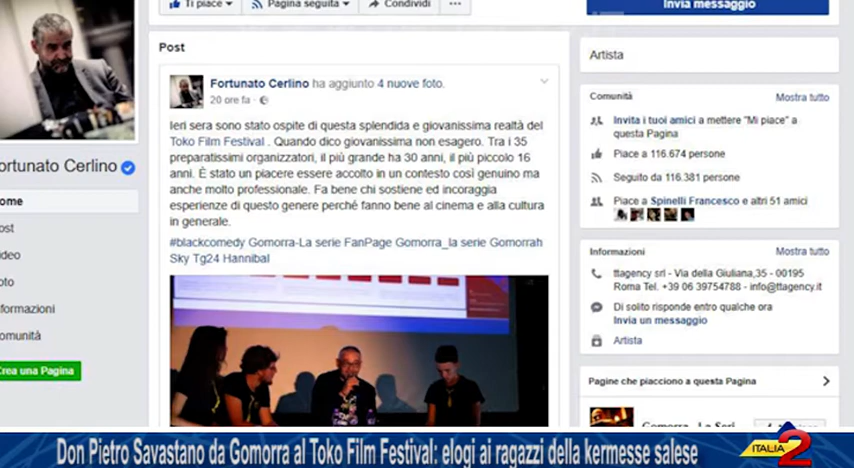 Ti piace
Pagina seguita
Condividi
Invia messaggio
Post
Artista
Fortunato Cerlino ha aggiunto 4 nuove foto.
20 ore fa
Ieri sera sono stato ospite di questa splendida e giovanissima realtà del
Toko Film Festival . Quando dico giovanissima non esagero. Tra i 35
preparatissimi organizzatori, il più grande ha 30 anni, il più piccolo 16
anni. È stato un piacere essere accolto in un contesto così genuino ma
anche molto professionale. Fa bene chi sostiene ed incoraggia
esperienze di questo genere perché fanno bene al cinema e alla cultura
in generale.
#blackcomedy Gomorra-La serie FanPage Gomorra_la serie Gomorrah
Sky Tg24 Hannibal
ortunato Cerlino
ome
ost
ideo
oto
nformazioni
omunità
rea una Pagina
Comunità
Mostra tutto
Invita i tuoi amici a mettere "Mi piace" a
questa Pagina
Piace a 116.674 persone
Seguito da 116.381 persone
Piace a Spinelli Francesco e altri 51 amici
Informazioni
Mostra tutto
ttagency srl - Via della Giuliana,35 - 00195
Roma Tel. +39 06 39754788 - info@ttagency.it
Di solito risponde entro qualche ora
Invia un messaggio
Artista
Pagine che piacciono a questa Pagina
Gomorra - La Seri
Don Pietro Savastano da Gomorra al Toko Film Festival: elogi ai ragazzi della kermesse salese
ITALIA 2